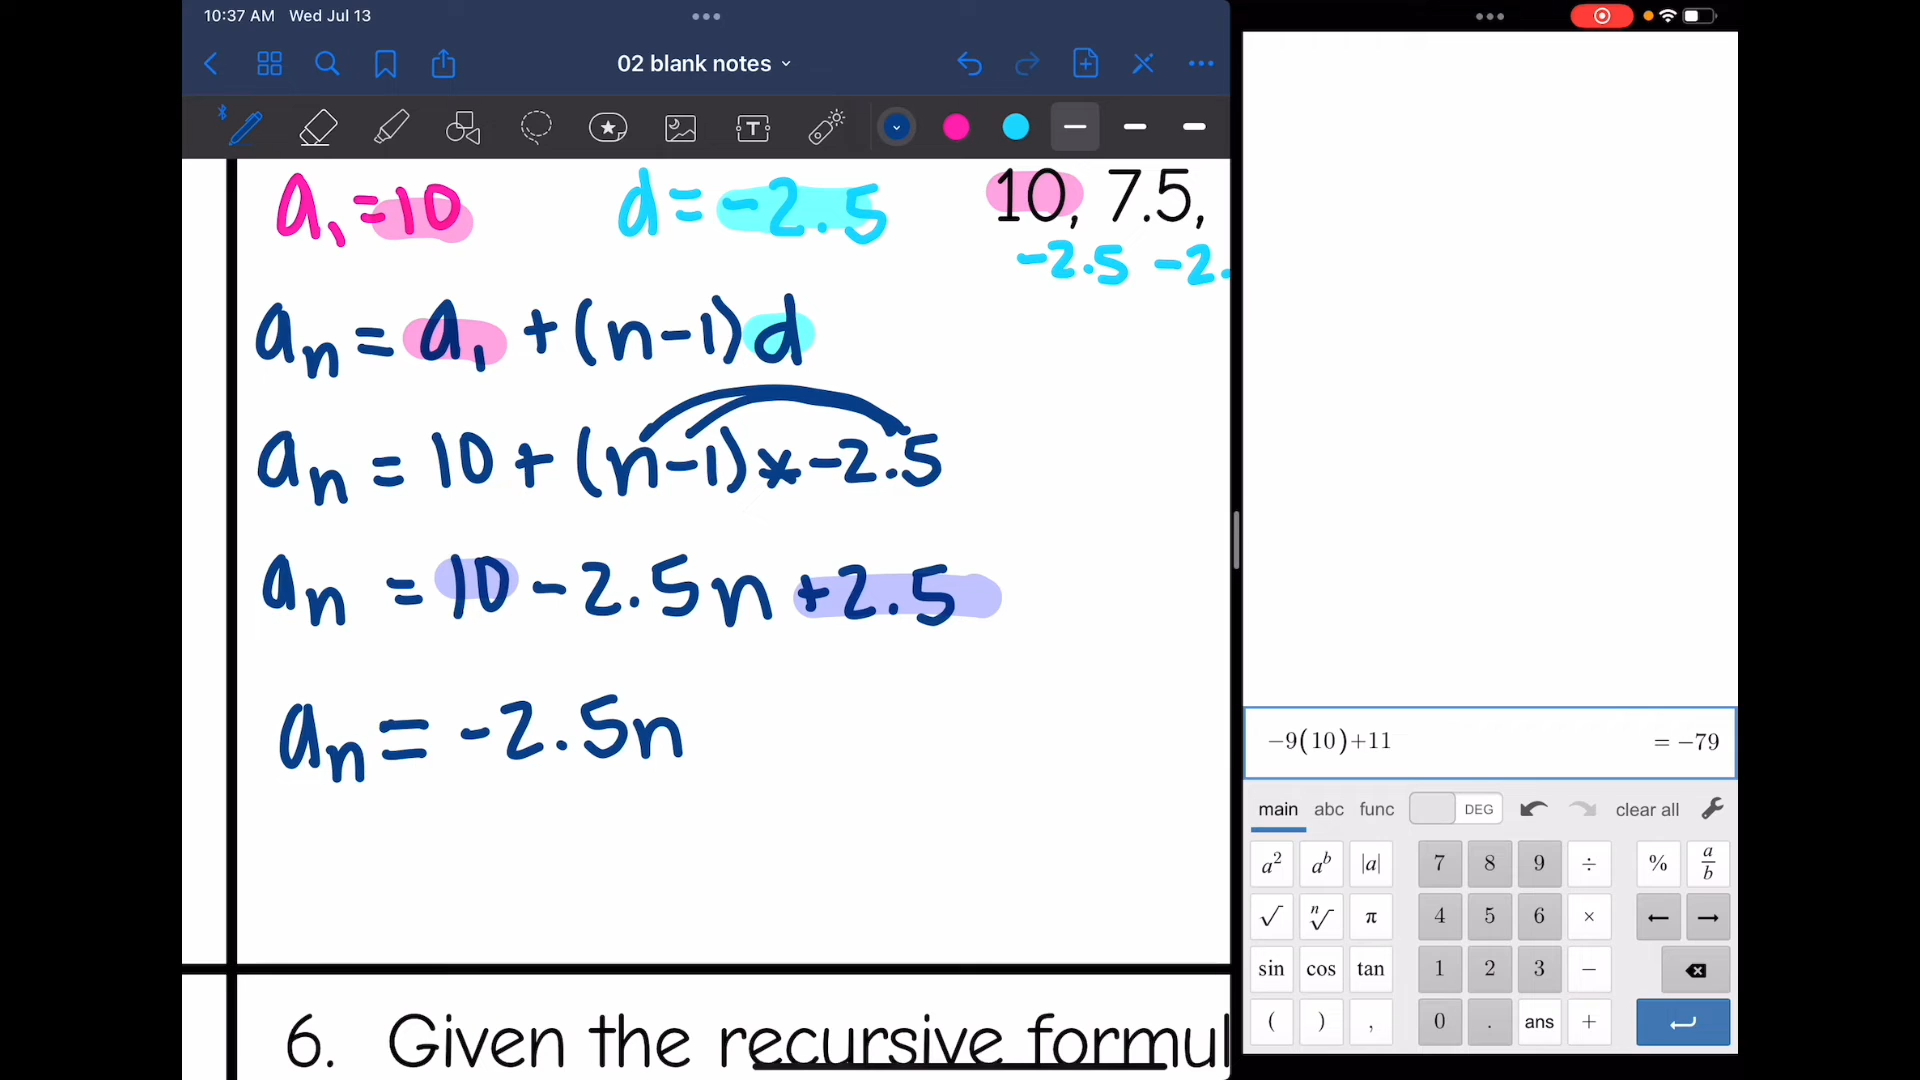 10:37 AM Wed Jul 13
02 blank notes
T
a₁ = 10 d = -2.5 10, 7.5,
-2.5 -2.
aₙ = a₁ + (n-1)d
aₙ = 10 + (n-1)*-2.5
aₙ = 10 - 2.5n + 2.5
aₙ = -2.5n
6. Given the recursive formul
-9(10)+11 = -79
main abc func DEG clear all
a² aᵇ |a| 7 8 9 ÷ % a/b
√ ⁿ√ π 4 5 6 × ← →
sin cos tan 1 2 3 −
( ) , 0 . ans +